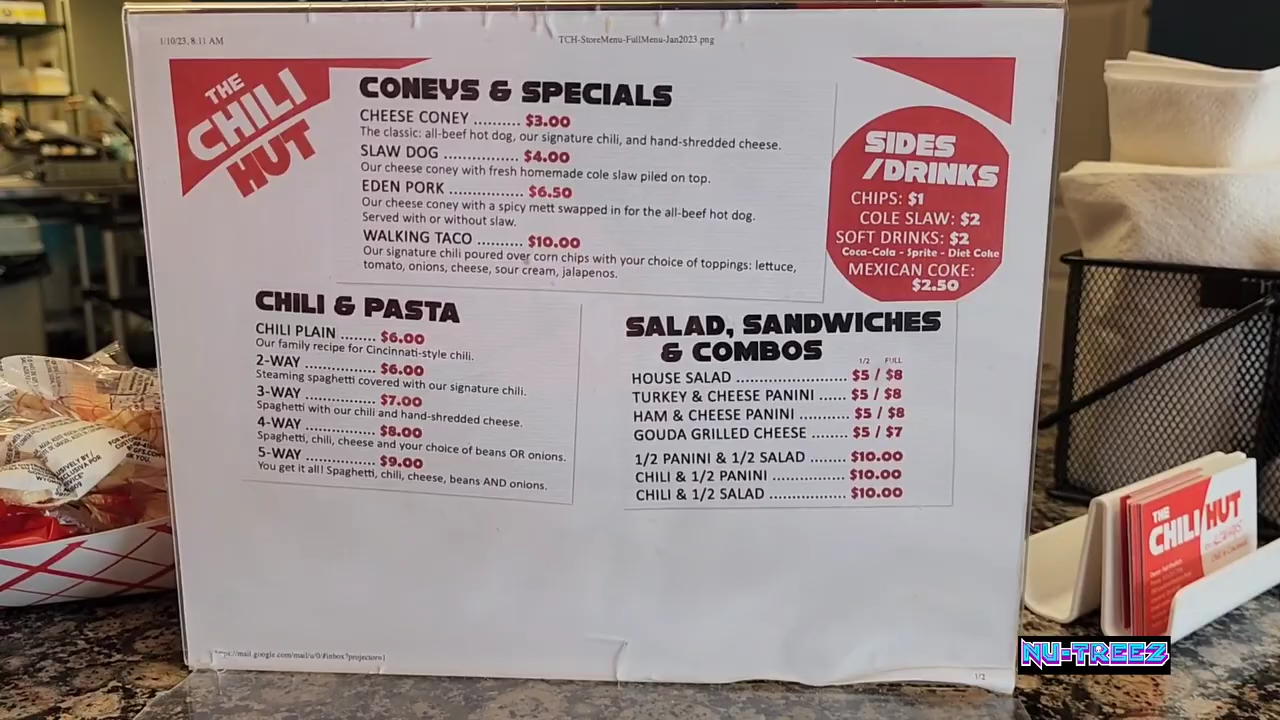 1/10/23, 8:11 AM
TCH-StoreMenu-FullMenu-Jan2023.png
THE
CHILI
HUT
CONEYS & SPECIALS
CHEESE CONEY .......... $3.00
The classic: all-beef hot dog, our signature chili, and hand-shredded cheese.
SLAW DOG ................ $4.00
Our cheese coney with fresh homemade cole slaw piled on top.
EDEN PORK ................ $6.50
Our cheese coney with a spicy mett swapped in for the all-beef hot dog.
Served with or without slaw.
WALKING TACO .......... $10.00
Our signature chili poured over corn chips with your choice of toppings: lettuce,
tomato, onions, cheese, sour cream, jalapenos.
SIDES
/DRINKS
CHIPS: $1
COLE SLAW: $2
SOFT DRINKS: $2
Coca-Cola - Sprite - Diet Coke
MEXICAN COKE:
$2.50
CHILI & PASTA
CHILI PLAIN ........ $6.00
Our family recipe for Cincinnati-style chili.
2-WAY ................. $6.00
Steaming spaghetti covered with our signature chili.
3-WAY ................. $7.00
Spaghetti with our chili and hand-shredded cheese.
4-WAY ................. $8.00
Spaghetti, chili, cheese and your choice of beans OR onions.
5-WAY ................. $9.00
You get it all! Spaghetti, chili, cheese, beans AND onions.
SALAD, SANDWICHES
& COMBOS
1/2 FULL
HOUSE SALAD ........................ $5 / $8
TURKEY & CHEESE PANINI ...... $5 / $8
HAM & CHEESE PANINI ........... $5 / $8
GOUDA GRILLED CHEESE ........ $5 / $7
1/2 PANINI & 1/2 SALAD ........ $10.00
CHILI & 1/2 PANINI ................ $10.00
CHILI & 1/2 SALAD ................. $10.00
https://mail.google.com/mail/u/0/#inbox?projector=1
1/2
THE
CHILI HUT
NU-TREEZ